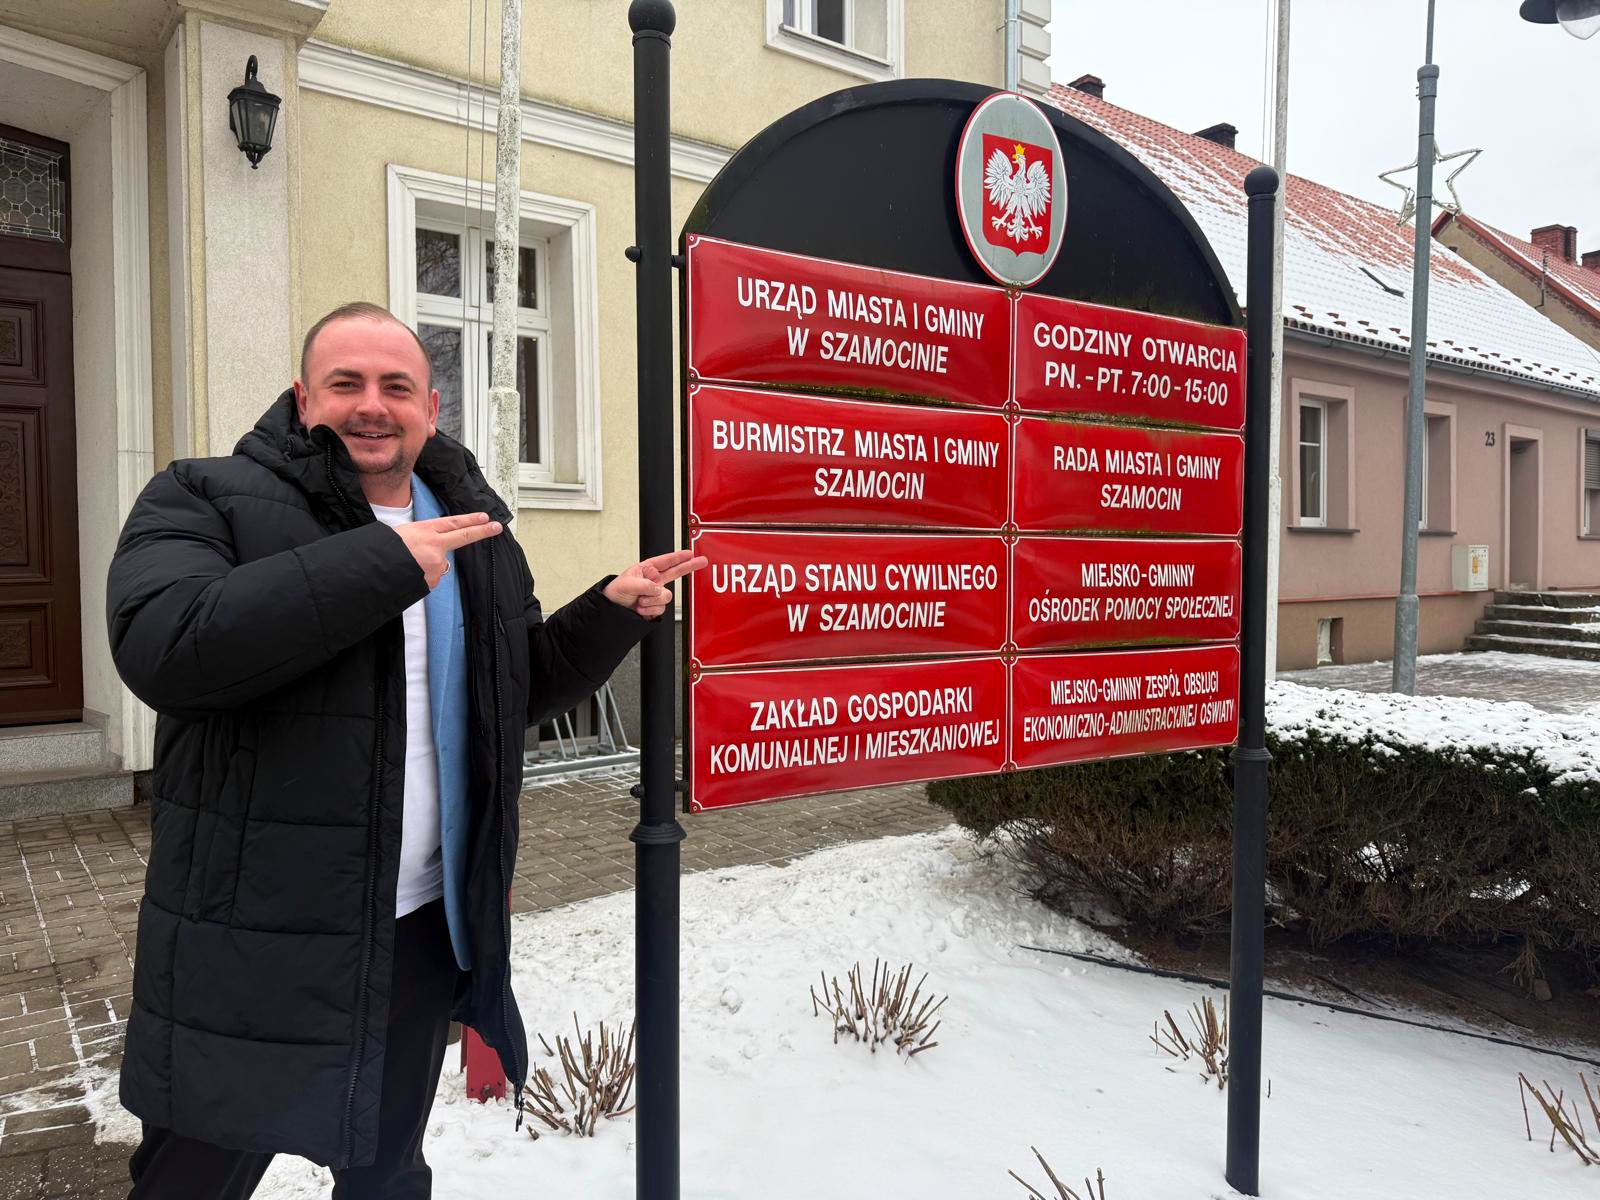 URZĄD MIASTA I GMINY
W SZAMOCINIE
GODZINY OTWARCIA
PN.-PT. 7:00-15:00
BURMISTRZ MIASTA I GMINY
SZAMOCIN
RADA MIASTA I GMINY
SZAMOCIN
URZĄD STANU CYWILNEGO
W SZAMOCINIE
MIEJSKO-GMINNY
OŚRODEK POMOCY SPOŁECZNEJ
ZAKŁAD GOSPODARKI
KOMUNALNEJ I MIESZKANIOWEJ
MIEJSKO-GMINNY ZESPÓŁ OBSŁUGI
EKONOMICZNO-ADMINISTRACYJNEJ OŚWIATY
23